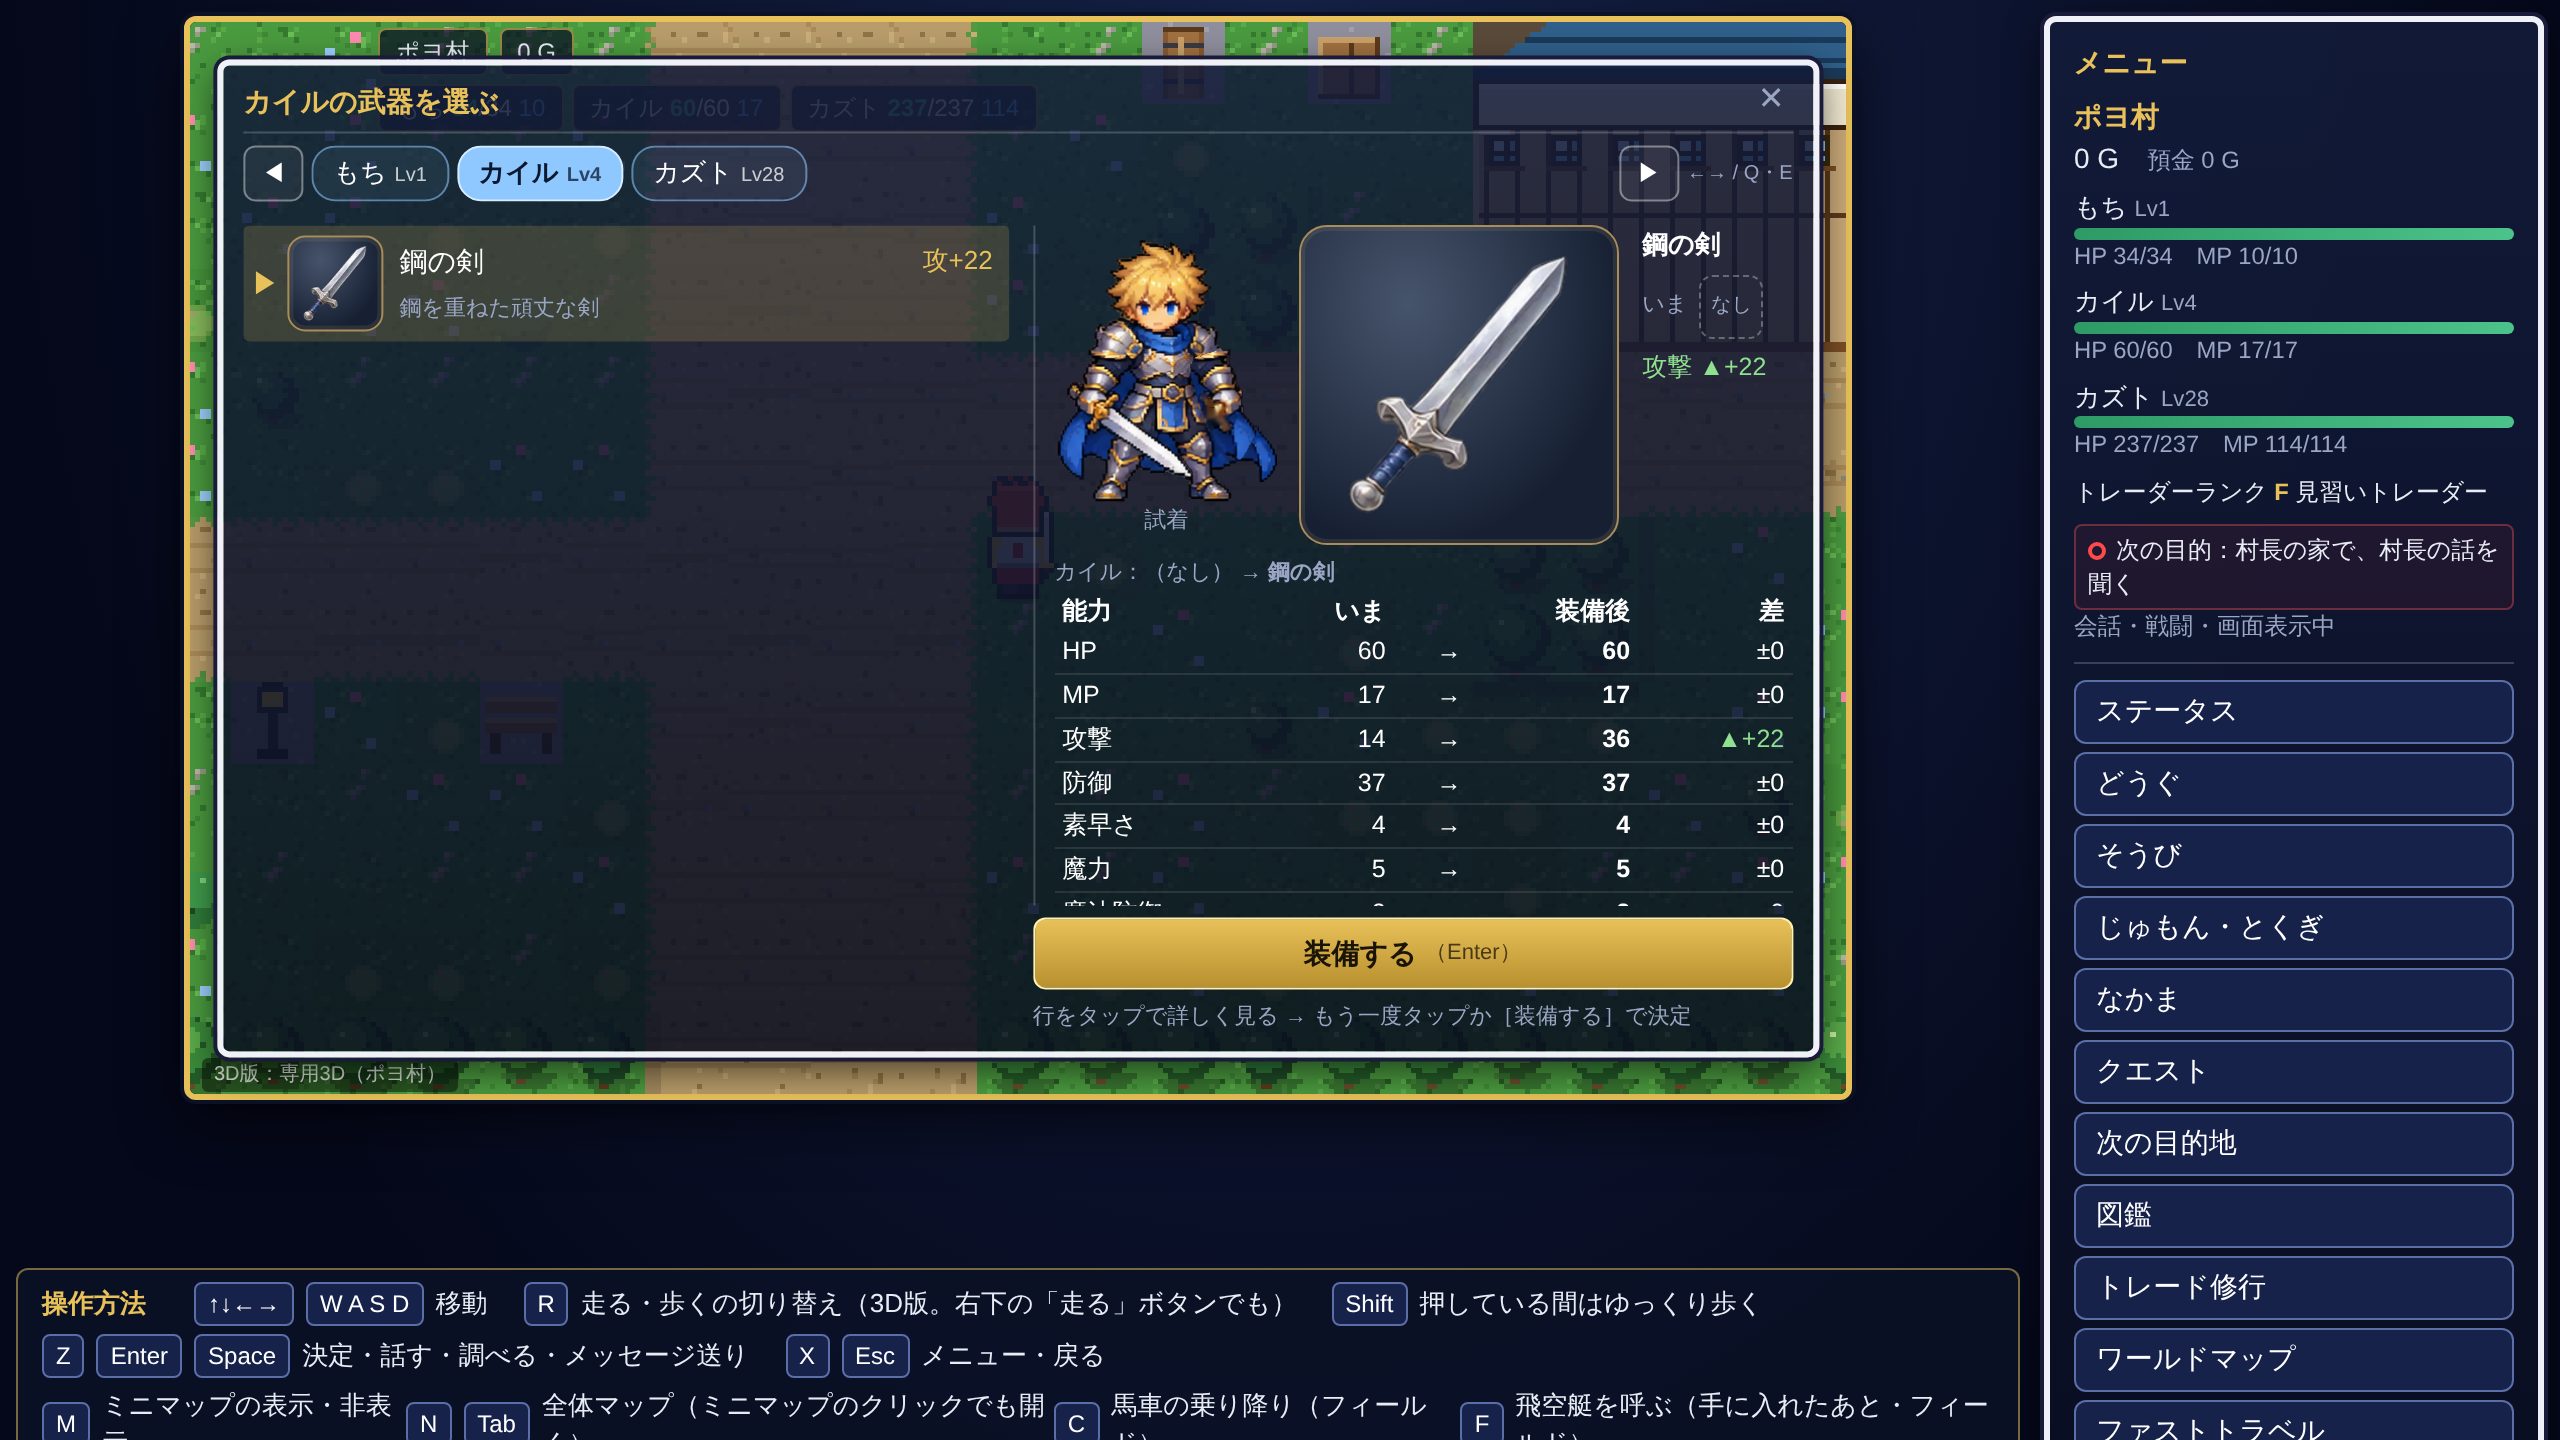 ポヨ村 0 G
カイルの武器を選ぶ 10 カイル 60/60 17 カズト 237/237 114 ×
◀ もち Lv1 カイル Lv4 カズト Lv28 ▶ ←→ / Q・E
▶ 鋼の剣 攻+22
鋼を重ねた頑丈な剣
鋼の剣
いま なし
攻撃 ▲+22
試着
カイル：（なし） → 鋼の剣
能力 いま 装備後 差
HP 60 → 60 ±0
MP 17 → 17 ±0
攻撃 14 → 36 ▲+22
防御 37 → 37 ±0
素早さ 4 → 4 ±0
魔力 5 → 5 ±0
装備する （Enter）
行をタップで詳しく見る → もう一度タップか［装備する］で決定
3D版：専用3D（ポヨ村）
メニュー
ポヨ村
0 G 預金 0 G
もち Lv1
HP 34/34 MP 10/10
カイル Lv4
HP 60/60 MP 17/17
カズト Lv28
HP 237/237 MP 114/114
トレーダーランク F 見習いトレーダー
次の目的：村長の家で、村長の話を
聞く
会話・戦闘・画面表示中
ステータス
どうぐ
そうび
じゅもん・とくぎ
なかま
クエスト
次の目的地
図鑑
トレード修行
ワールドマップ
ファストトラベル
操作方法 ↑↓←→ W A S D 移動 R 走る・歩くの切り替え（3D版。右下の「走る」ボタンでも） Shift 押している間はゆっくり歩く
Z Enter Space 決定・話す・調べる・メッセージ送り X Esc メニュー・戻る
M ミニマップの表示・非表 N Tab 全体マップ（ミニマップのクリックでも開 C 馬車の乗り降り（フィール F 飛空艇を呼ぶ（手に入れたあと・フィー